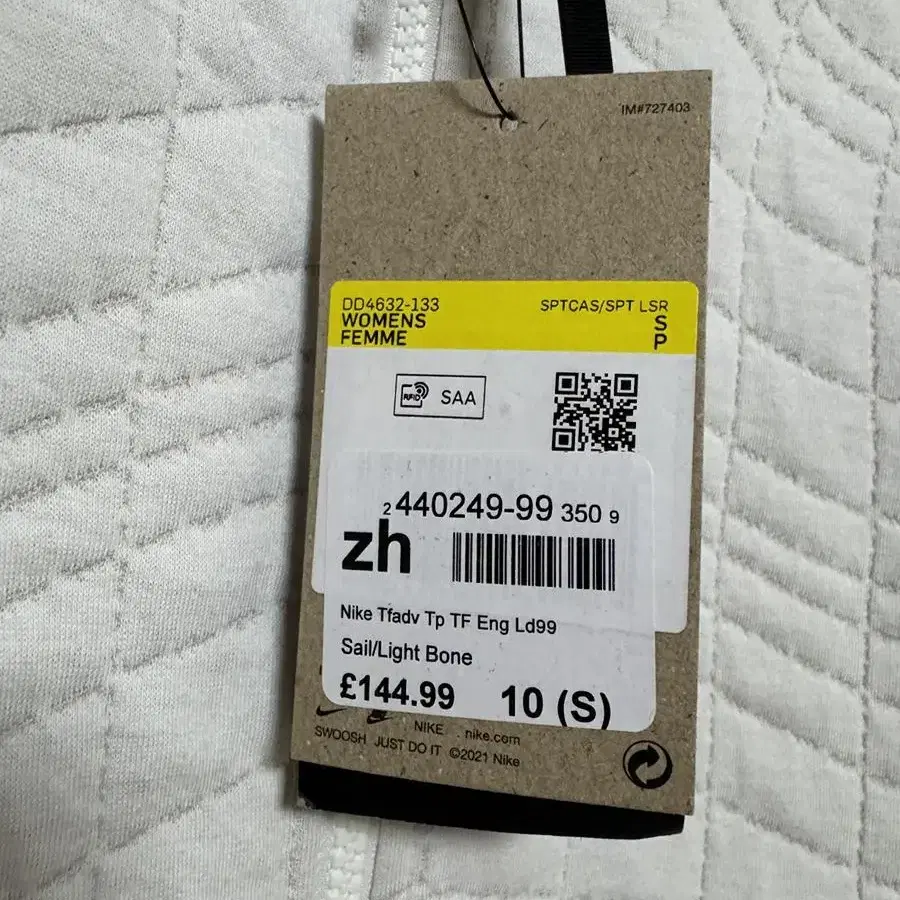 IM#727403
DD4632-133 SPTCAS/SPT LSR
WOMENS S
FEMME P
RFID SAA
2 440249-99 350 9
zh
Nike Tfadv Tp TF Eng Ld99
Sail/Light Bone
£144.99 10 (S)
NIKE nike.com
SWOOSH JUST DO IT ©2021 Nike